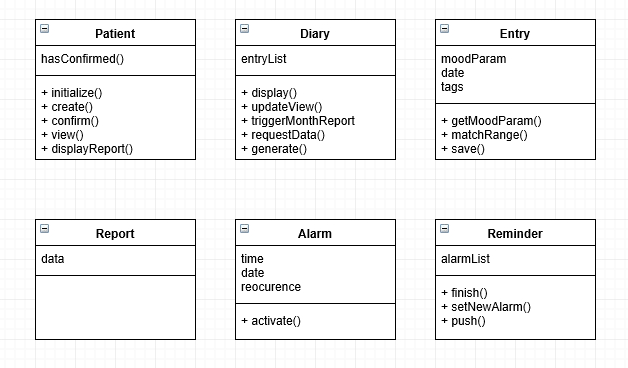 Patient
hasConfirmed()
+ initialize()
+ create()
+ confirm()
+ view()
+ displayReport()
Diary
entryList
+ display()
+ updateView()
+ triggerMonthReport
+ requestData()
+ generate()
Entry
moodParam
date
tags
+ getMoodParam()
+ matchRange()
+ save()
Report
data
Alarm
time
date
reocurence
+ activate()
Reminder
alarmList
+ finish()
+ setNewAlarm()
+ push()